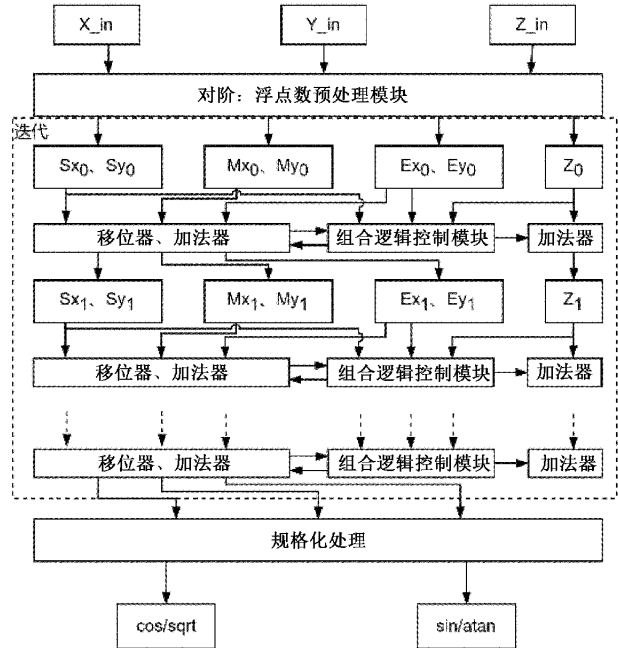 X_in Y_in Z_in
对阶：浮点数预处理模块
迭代
Sx0、Sy0 Mx0、My0 Ex0、Ey0 Z0
移位器、加法器 组合逻辑控制模块 加法器
Sx1、Sy1 Mx1、My1 Ex1、Ey1 Z1
移位器、加法器 组合逻辑控制模块 加法器
移位器、加法器 组合逻辑控制模块 加法器
规格化处理
cos/sqrt sin/atan